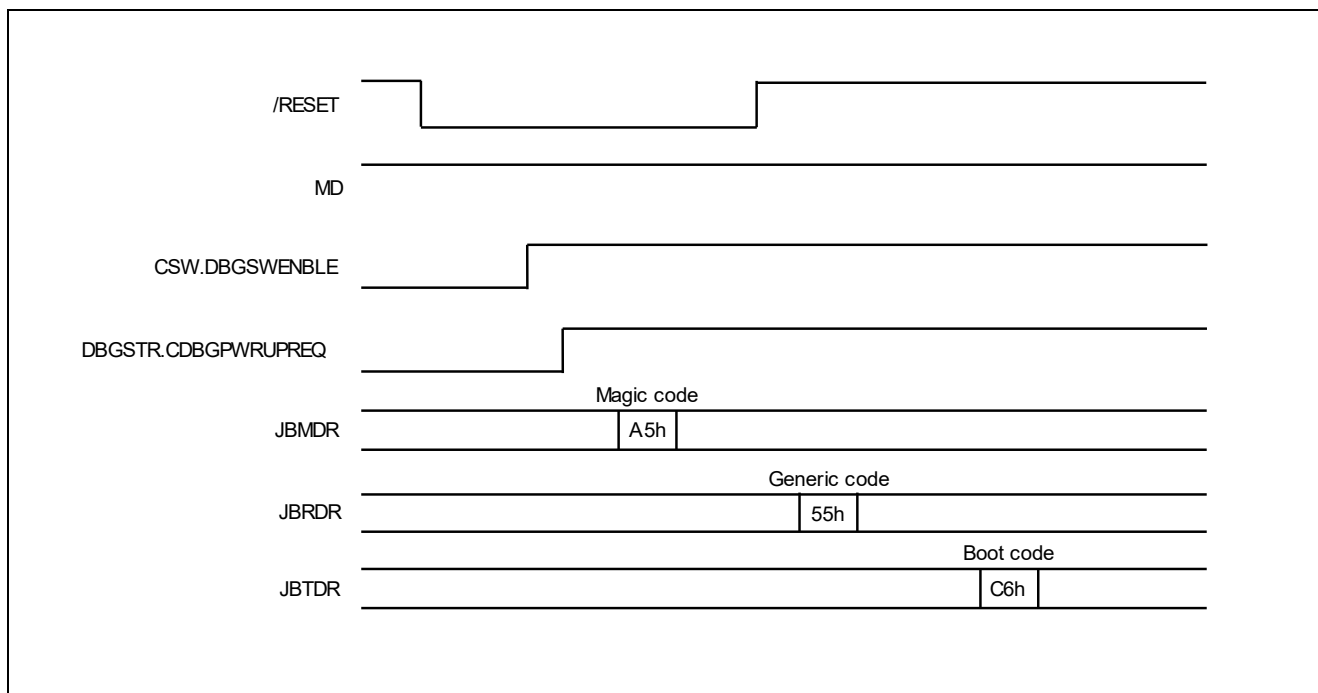 /RESET
MD
CSW.DBGSWENBLE
DBGSTR.CDBGPWRUPREQ
Magic code
JBMDR
A5h
Generic code
JBRDR
55h
Boot code
JBTDR
C6h